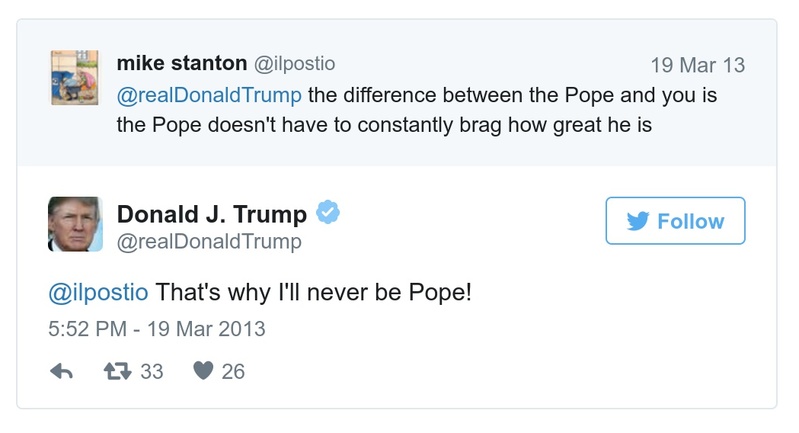 mike stanton @ilpostio 19 Mar 13
@realDonaldTrump the difference between the Pope and you is
the Pope doesn't have to constantly brag how great he is
Donald J. Trump
@realDonaldTrump
Follow
@ilpostio That's why I'll never be Pope!
5:52 PM - 19 Mar 2013
33 26